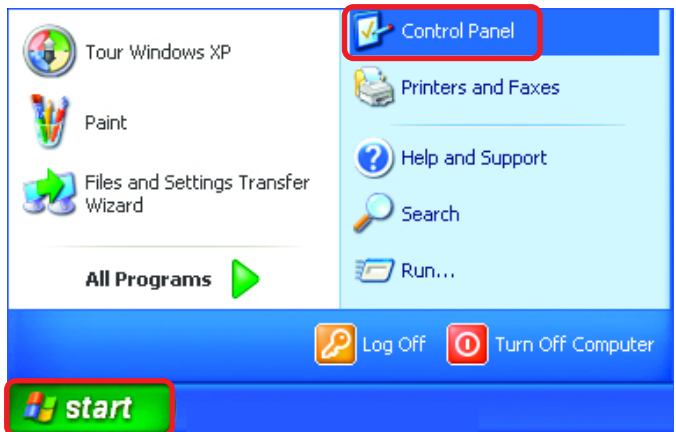 Tour Windows XP
Paint
Files and Settings Transfer
Wizard
All Programs
Control Panel
Printers and Faxes
Help and Support
Search
Run...
Log Off
Turn Off Computer
start